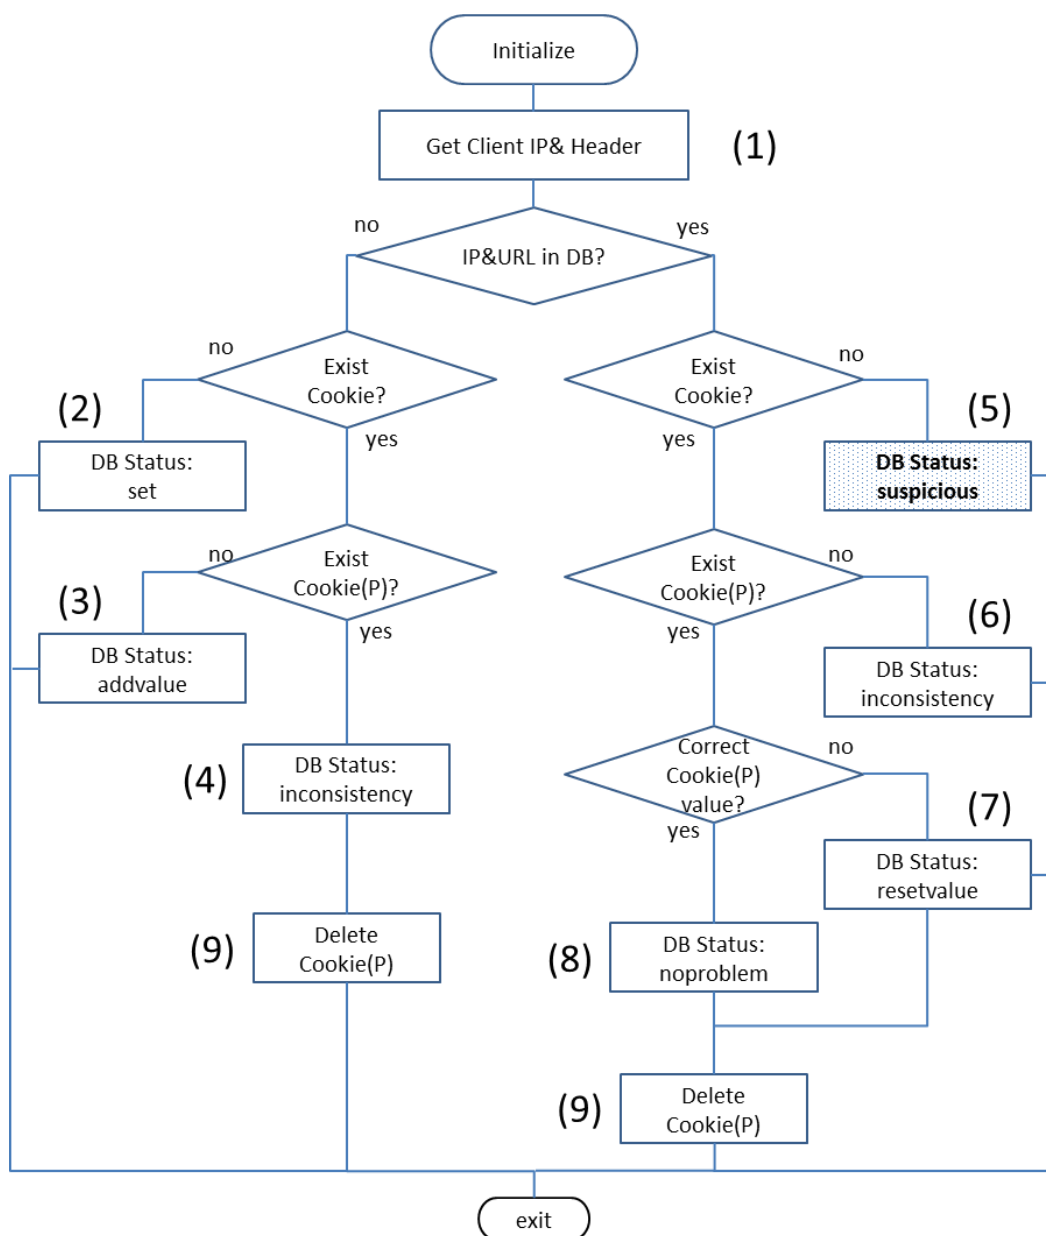 Initialize
Get Client IP& Header
(1)
no
yes
IP&URL in DB?
no
Exist
Cookie?
yes
Exist
Cookie?
no
yes
(2)
DB Status:
set
(5)
DB Status:
suspicious
no
Exist
Cookie(P)?
yes
Exist
Cookie(P)?
no
yes
(3)
DB Status:
addvalue
(6)
DB Status:
inconsistency
(4)
DB Status:
inconsistency
Correct
Cookie(P)
value?
no
yes
(7)
DB Status:
resetvalue
(9)
Delete
Cookie(P)
(8)
DB Status:
noproblem
(9)
Delete
Cookie(P)
exit